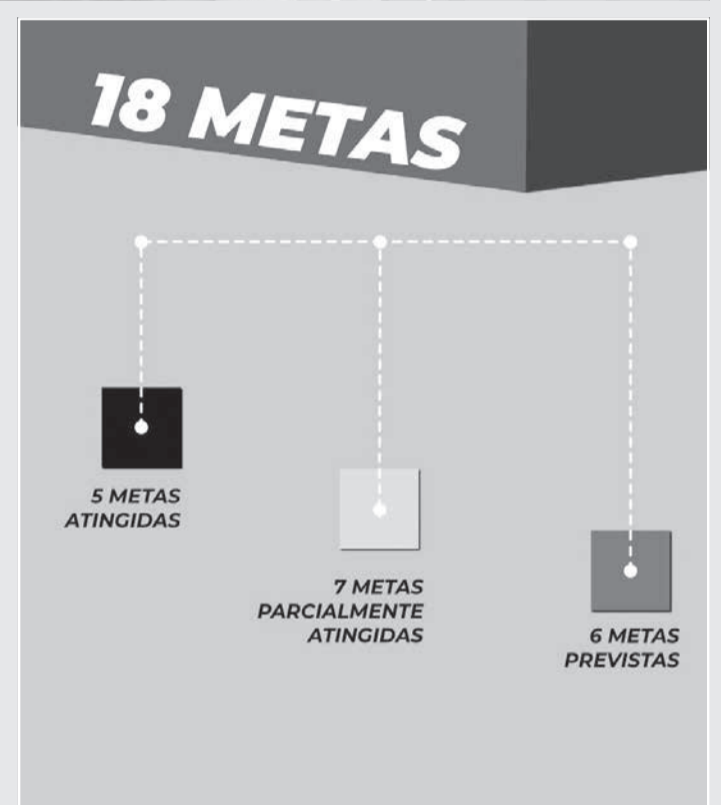 18 METAS
5 METAS
ATINGIDAS
7 METAS
PARCIALMENTE
ATINGIDAS
6 METAS
PREVISTAS